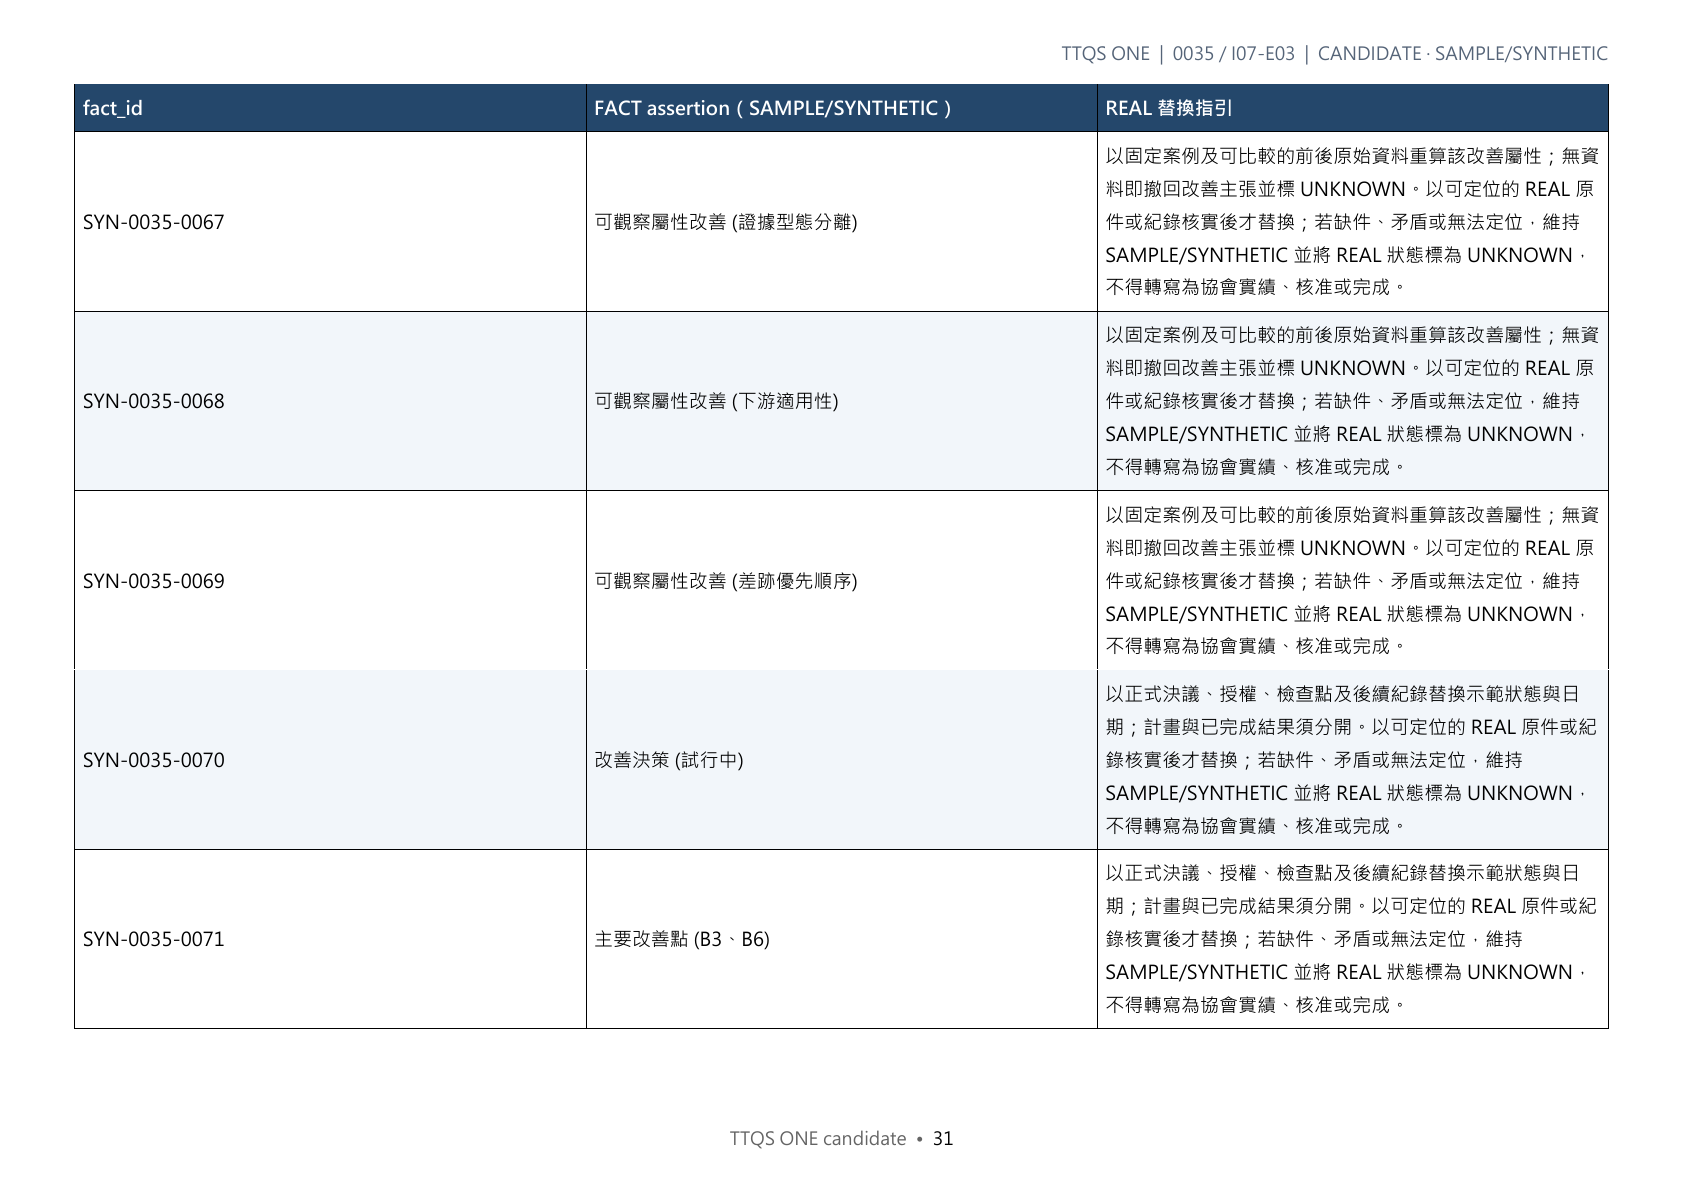 TTQS ONE | 0035 / I07-E03 | CANDIDATE · SAMPLE/SYNTHETIC
fact_id
FACT assertion（SAMPLE/SYNTHETIC）
REAL 替換指引
SYN-0035-0067
可觀察屬性改善 (證據型態分離)
以固定案例及可比較的前後原始資料重算該改善屬性；無資
料即撤回改善主張並標 UNKNOWN。以可定位的 REAL 原
件或紀錄核實後才替換；若缺件、矛盾或無法定位，維持
SAMPLE/SYNTHETIC 並將 REAL 狀態標為 UNKNOWN，
不得轉寫為協會實績、核准或完成。
SYN-0035-0068
可觀察屬性改善 (下游適用性)
以固定案例及可比較的前後原始資料重算該改善屬性；無資
料即撤回改善主張並標 UNKNOWN。以可定位的 REAL 原
件或紀錄核實後才替換；若缺件、矛盾或無法定位，維持
SAMPLE/SYNTHETIC 並將 REAL 狀態標為 UNKNOWN，
不得轉寫為協會實績、核准或完成。
SYN-0035-0069
可觀察屬性改善 (差跡優先順序)
以固定案例及可比較的前後原始資料重算該改善屬性；無資
料即撤回改善主張並標 UNKNOWN。以可定位的 REAL 原
件或紀錄核實後才替換；若缺件、矛盾或無法定位，維持
SAMPLE/SYNTHETIC 並將 REAL 狀態標為 UNKNOWN，
不得轉寫為協會實績、核准或完成。
SYN-0035-0070
改善決策 (試行中)
以正式決議、授權、檢查點及後續紀錄替換示範狀態與日
期；計畫與已完成結果須分開。以可定位的 REAL 原件或紀
錄核實後才替換；若缺件、矛盾或無法定位，維持
SAMPLE/SYNTHETIC 並將 REAL 狀態標為 UNKNOWN，
不得轉寫為協會實績、核准或完成。
SYN-0035-0071
主要改善點 (B3、B6)
以正式決議、授權、檢查點及後續紀錄替換示範狀態與日
期；計畫與已完成結果須分開。以可定位的 REAL 原件或紀
錄核實後才替換；若缺件、矛盾或無法定位，維持
SAMPLE/SYNTHETIC 並將 REAL 狀態標為 UNKNOWN，
不得轉寫為協會實績、核准或完成。
TTQS ONE candidate • 31